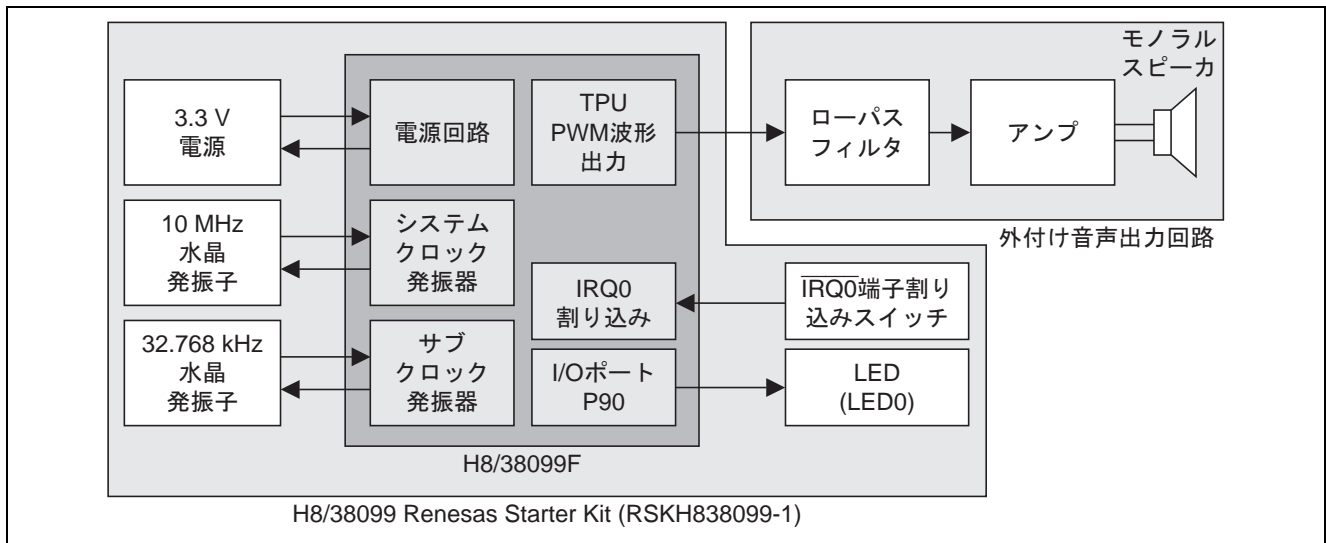 モノラル
スピーカ
3.3 V
電源
電源回路
TPU
PWM波形
出力
ローパス
フィルタ
アンプ
10 MHz
水晶
発振子
システム
クロック
発振器
外付け音声出力回路
IRQ0
割り込み
IRQ0端子割り
込みスイッチ
32.768 kHz
水晶
発振子
サブ
クロック
発振器
I/Oポート
P90
LED
(LED0)
H8/38099F
H8/38099 Renesas Starter Kit (RSKH838099-1)